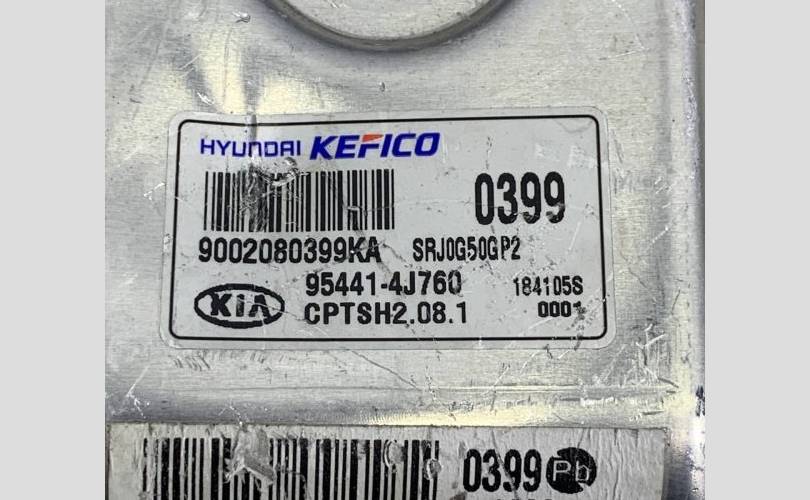 HYUNDAI KEFICO
0399
9002080399KA SRJ0G50GP2
95441-4J760 184105S
KIA CPTSH2.08.1 0001
0399 Pb